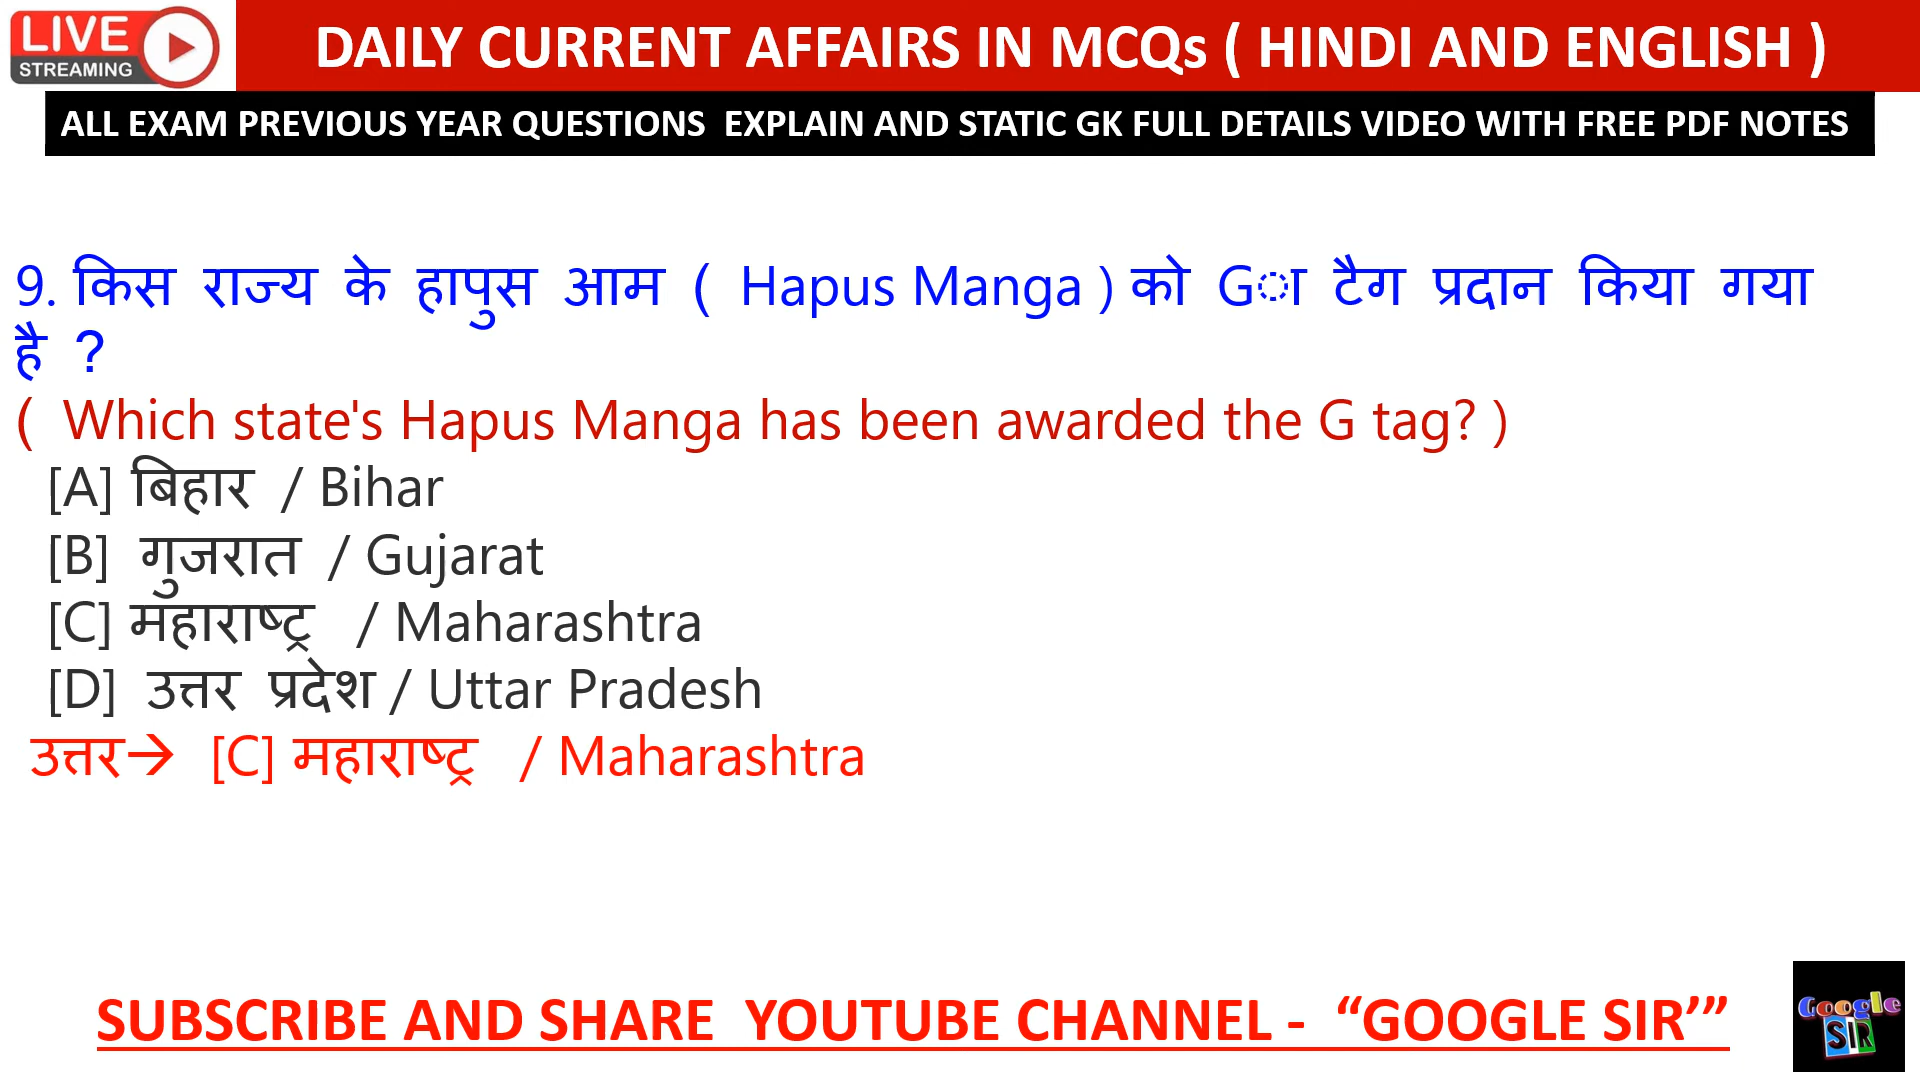 LIVE
STREAMING
DAILY CURRENT AFFAIRS IN MCQs ( HINDI AND ENGLISH )
ALL EXAM PREVIOUS YEAR QUESTIONS EXPLAIN AND STATIC GK FULL DETAILS VIDEO WITH FREE PDF NOTES
9. किस राज्य के हापुस आम ( Hapus Manga ) को Gा टैग प्रदान किया गया
है ?
( Which state's Hapus Manga has been awarded the G tag? )
[A] बिहार / Bihar
[B] गुजरात / Gujarat
[C] महाराष्ट्र / Maharashtra
[D] उत्तर प्रदेश / Uttar Pradesh
उत्तर→ [C] महाराष्ट्र / Maharashtra
SUBSCRIBE AND SHARE YOUTUBE CHANNEL - “GOOGLE SIR’”
Google
SIR